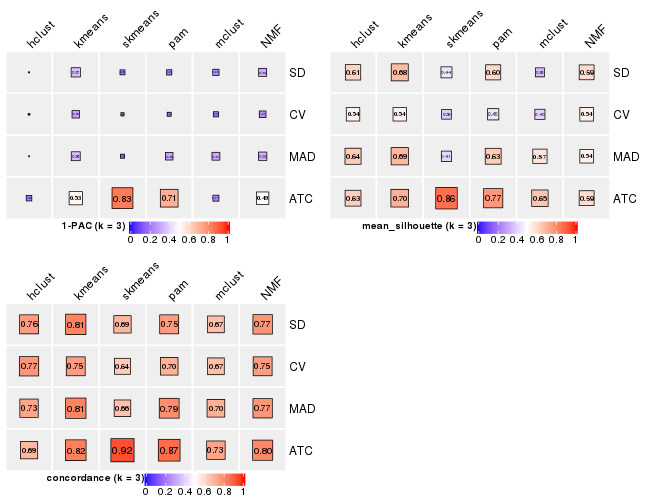 hclust kmeans skmeans pam mclust NMF
SD
CV
MAD
0.53 0.83 0.71 0.49 ATC
1-PAC (k = 3)
0 0.2 0.4 0.6 0.8 1
hclust kmeans skmeans pam mclust NMF
0.61 0.68 0.44 0.60 0.59 SD
0.54 0.54 0.45 0.54 CV
0.64 0.69 0.41 0.63 0.57 0.54 MAD
0.63 0.70 0.86 0.77 0.65 0.59 ATC
mean_silhouette (k = 3)
0 0.2 0.4 0.6 0.8 1
hclust kmeans skmeans pam mclust NMF
0.76 0.81 0.69 0.75 0.67 0.77 SD
0.77 0.75 0.64 0.70 0.67 0.75 CV
0.73 0.81 0.66 0.79 0.70 0.77 MAD
0.69 0.82 0.92 0.87 0.73 0.80 ATC
concordance (k = 3)
0 0.2 0.4 0.6 0.8 1